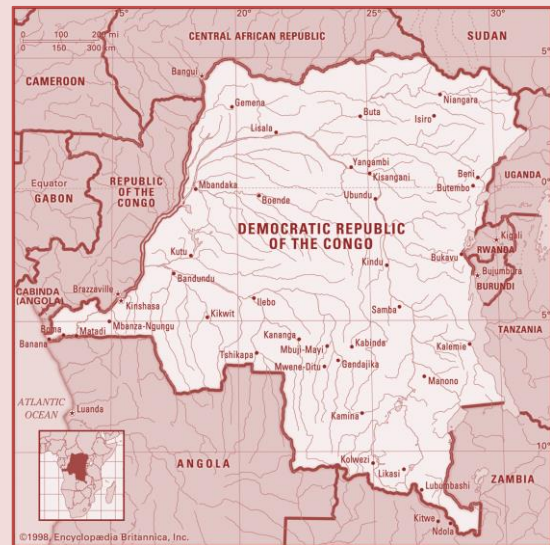 15°
20°
25°
30°
0 100 200 mi
0 150 300 km
CENTRAL AFRICAN REPUBLIC
SUDAN
5°
CAMEROON
Bangui
Gemena
Niangara
Lisala
Buta
Isiro
Yangambi
Kisangani
Beni
UGANDA
Equator
REPUBLIC
OF THE
CONGO
GABON
Mbandaka
Butembo
0°
Boende
Ubundu
DEMOCRATIC REPUBLIC
OF THE CONGO
Kigali
RWANDA
Kutu
Kindu
Bukavu
Bujumbura
BURUNDI
Bandundu
CABINDA
(ANGOLA)
Brazzaville
Kinshasa
Ilebo
Samba
5°
Boma
Matadi
Mbanza-Ngungu
Kikwit
TANZANIA
Banana
Kananga
Kabinda
Kalemie
Tshikapa
Mbuji-Mayi
Mwene-Ditu
Gandajika
Manono
ATLANTIC
OCEAN
Luanda
Kamina
ANGOLA
10°
Kolwezi
Likasi
ZAMBIA
Lubumbashi
Kitwe
Ndola
©1998, Encyclopædia Britannica, Inc.